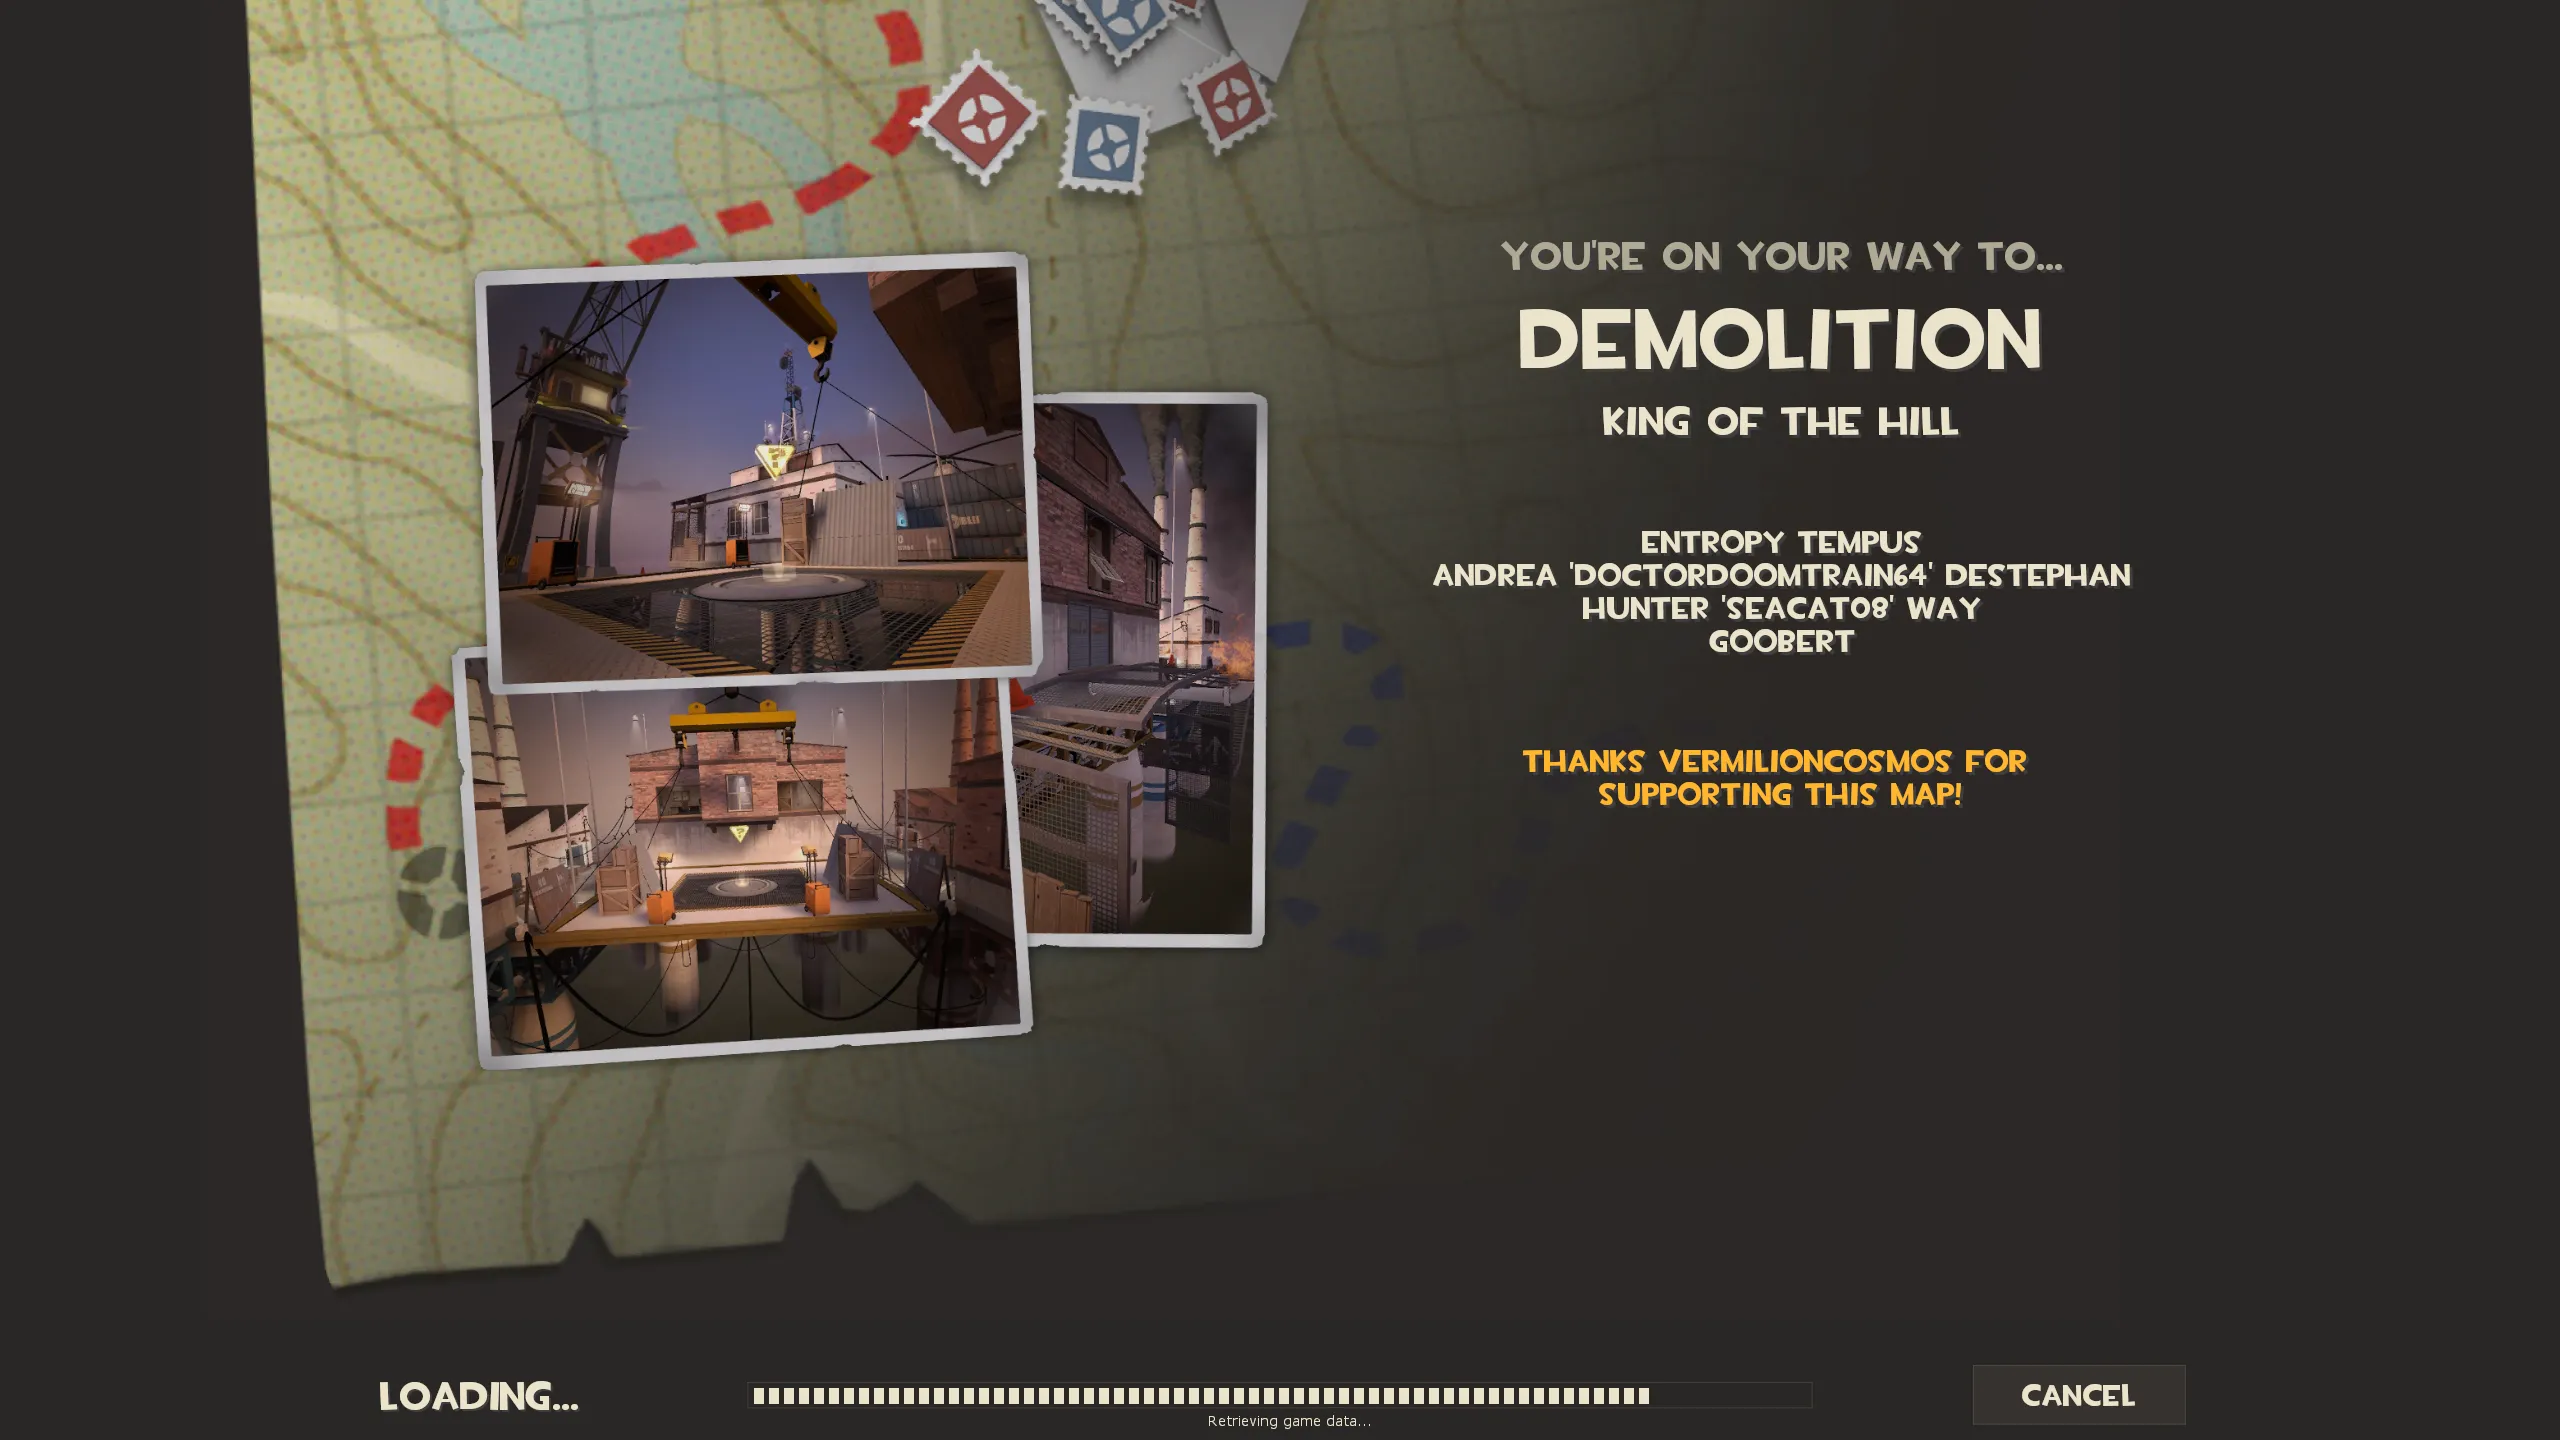 YOU'RE ON YOUR WAY TO...
DEMOLITION
KING OF THE HILL
ENTROPY TEMPUS
ANDREA 'DOCTORDOOMTRAIN64' DESTEPHAN
HUNTER 'SEACAT08' WAY
GOOBERT
THANKS VERMILIONCOSMOS FOR
SUPPORTING THIS MAP!
LOADING...
Retrieving game data...
CANCEL